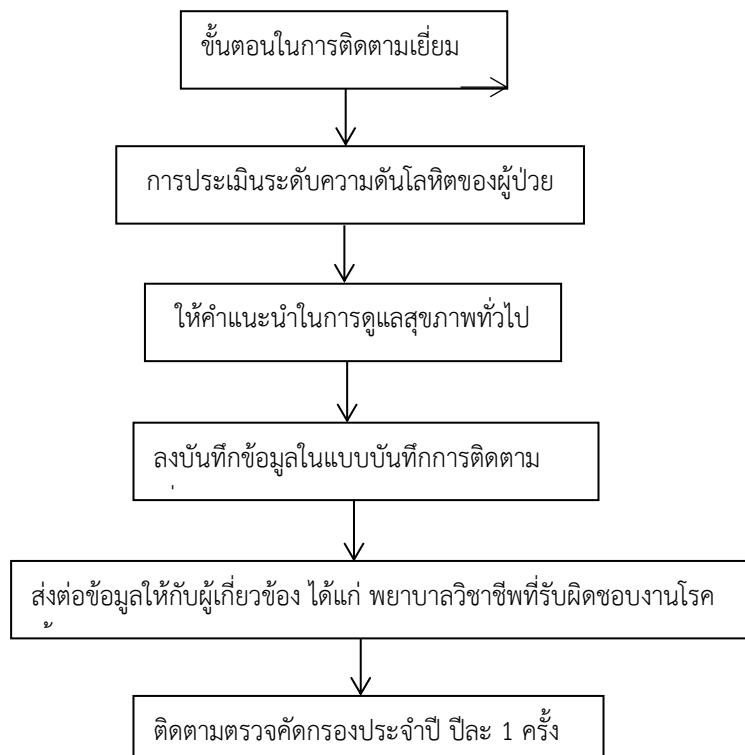 ขั้นตอนในการติดตามเยี่ยม
การประเมินระดับความดันโลหิตของผู้ป่วย
ให้คำแนะนำในการดูแลสุขภาพทั่วไป
ลงบันทึกข้อมูลในแบบบันทึกการติดตาม
ส่งต่อข้อมูลให้กับผู้เกี่ยวข้อง ได้แก่ พยาบาลวิชาชีพที่รับผิดชอบงานโรค
ติดตามตรวจคัดกรองประจำปี ปีละ 1 ครั้ง